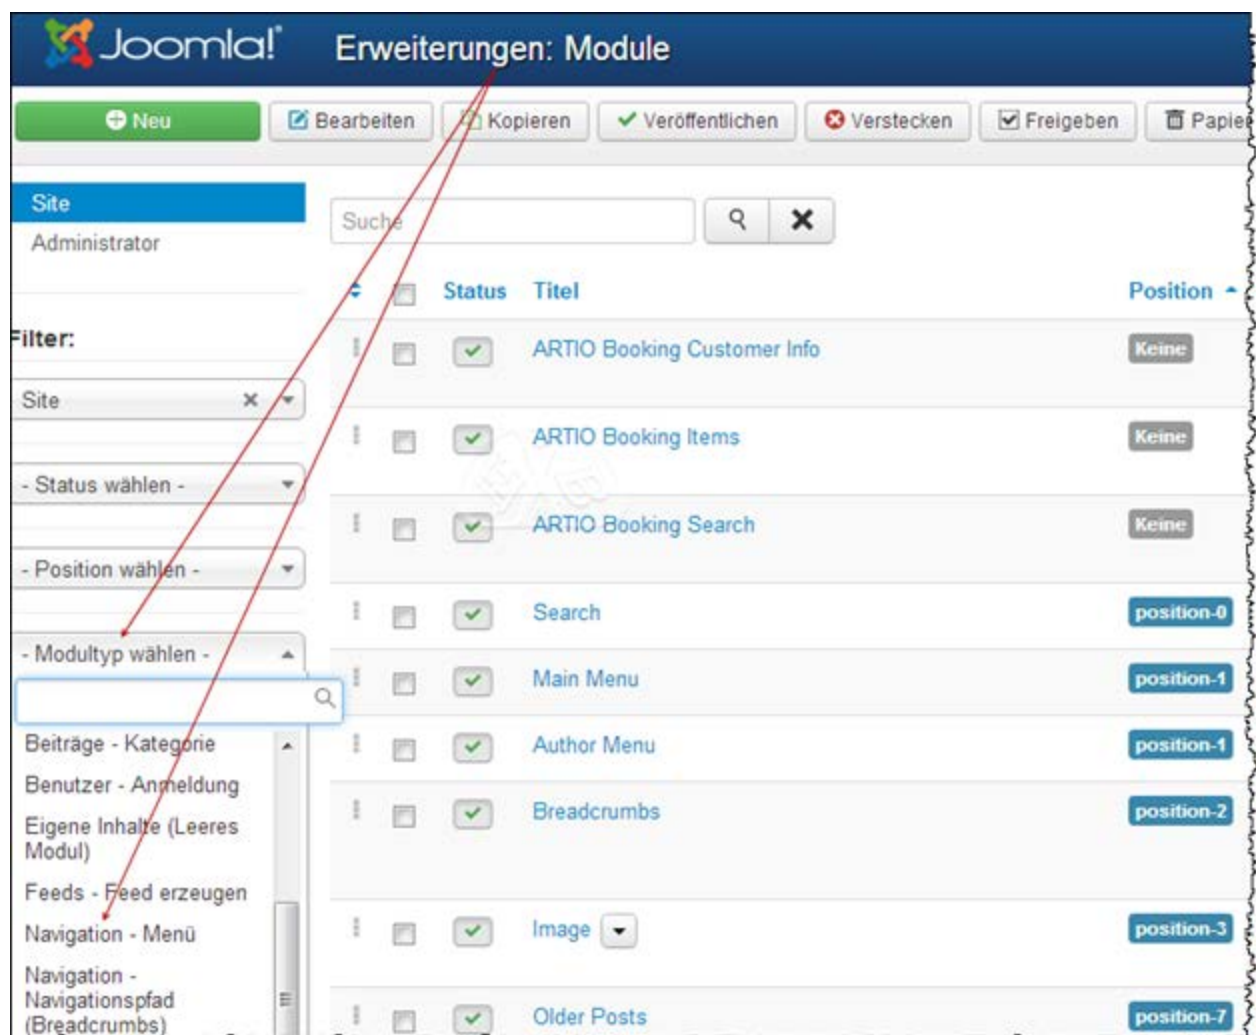 Joomla!
Erweiterungen: Module
Neu
Bearbeiten
Kopieren
Veröffentlichen
Verstecken
Freigeben
Site
Administrator
Suche
Status Titel Position
Filter:
ARTIO Booking Customer Info Keine
Site
ARTIO Booking Items Keine
- Status wählen -
ARTIO Booking Search Keine
- Position wählen -
Search position-0
- Modultyp wählen -
Main Menu position-1
Beiträge - Kategorie
Author Menu position-1
Benutzer - Anmeldung
Breadcrumbs position-2
Eigene Inhalte (Leeres
Modul)
Feeds - Feed erzeugen
Navigation - Menü
Image position-3
Navigation -
Navigationspfad
(Breadcrumbs)
Older Posts position-7